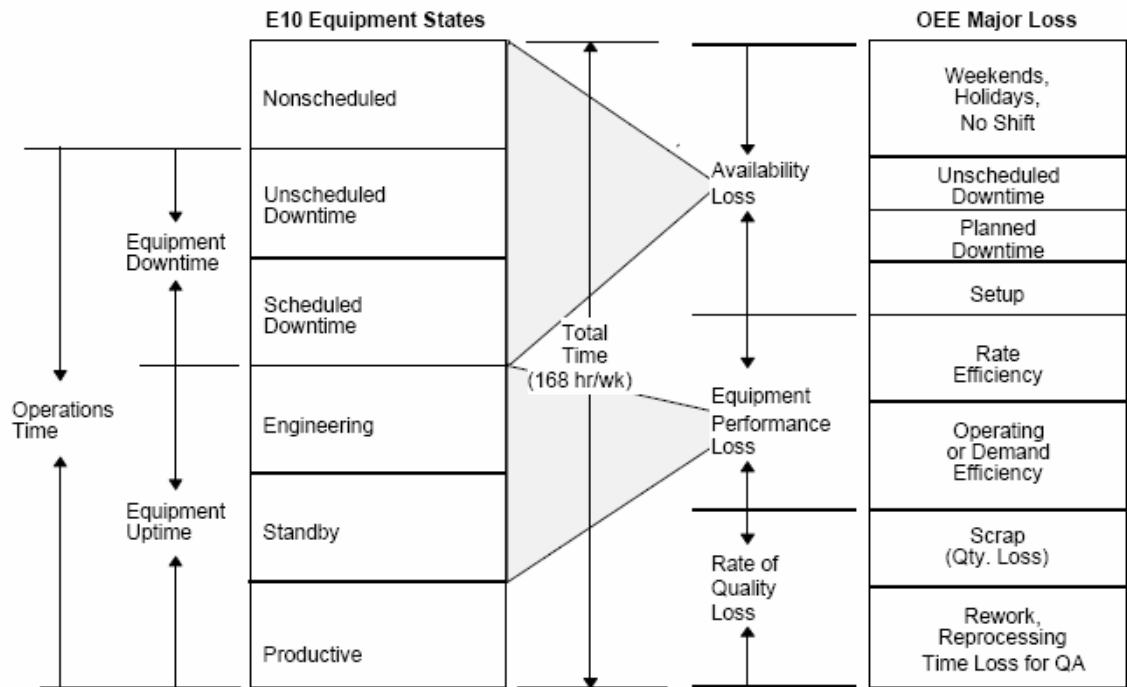 E10 Equipment States
OEE Major Loss
Nonscheduled
Weekends,
Holidays,
No Shift
Availability
Loss
Unscheduled
Downtime
Unscheduled
Downtime
Planned
Downtime
Equipment
Downtime
Scheduled
Downtime
Setup
Total
Time
(168 hr/wk)
Rate
Efficiency
Operations
Time
Engineering
Equipment
Performance
Loss
Operating
or Demand
Efficiency
Equipment
Uptime
Standby
Scrap
(Qty. Loss)
Rate of
Quality
Loss
Productive
Rework,
Reprocessing
Time Loss for QA